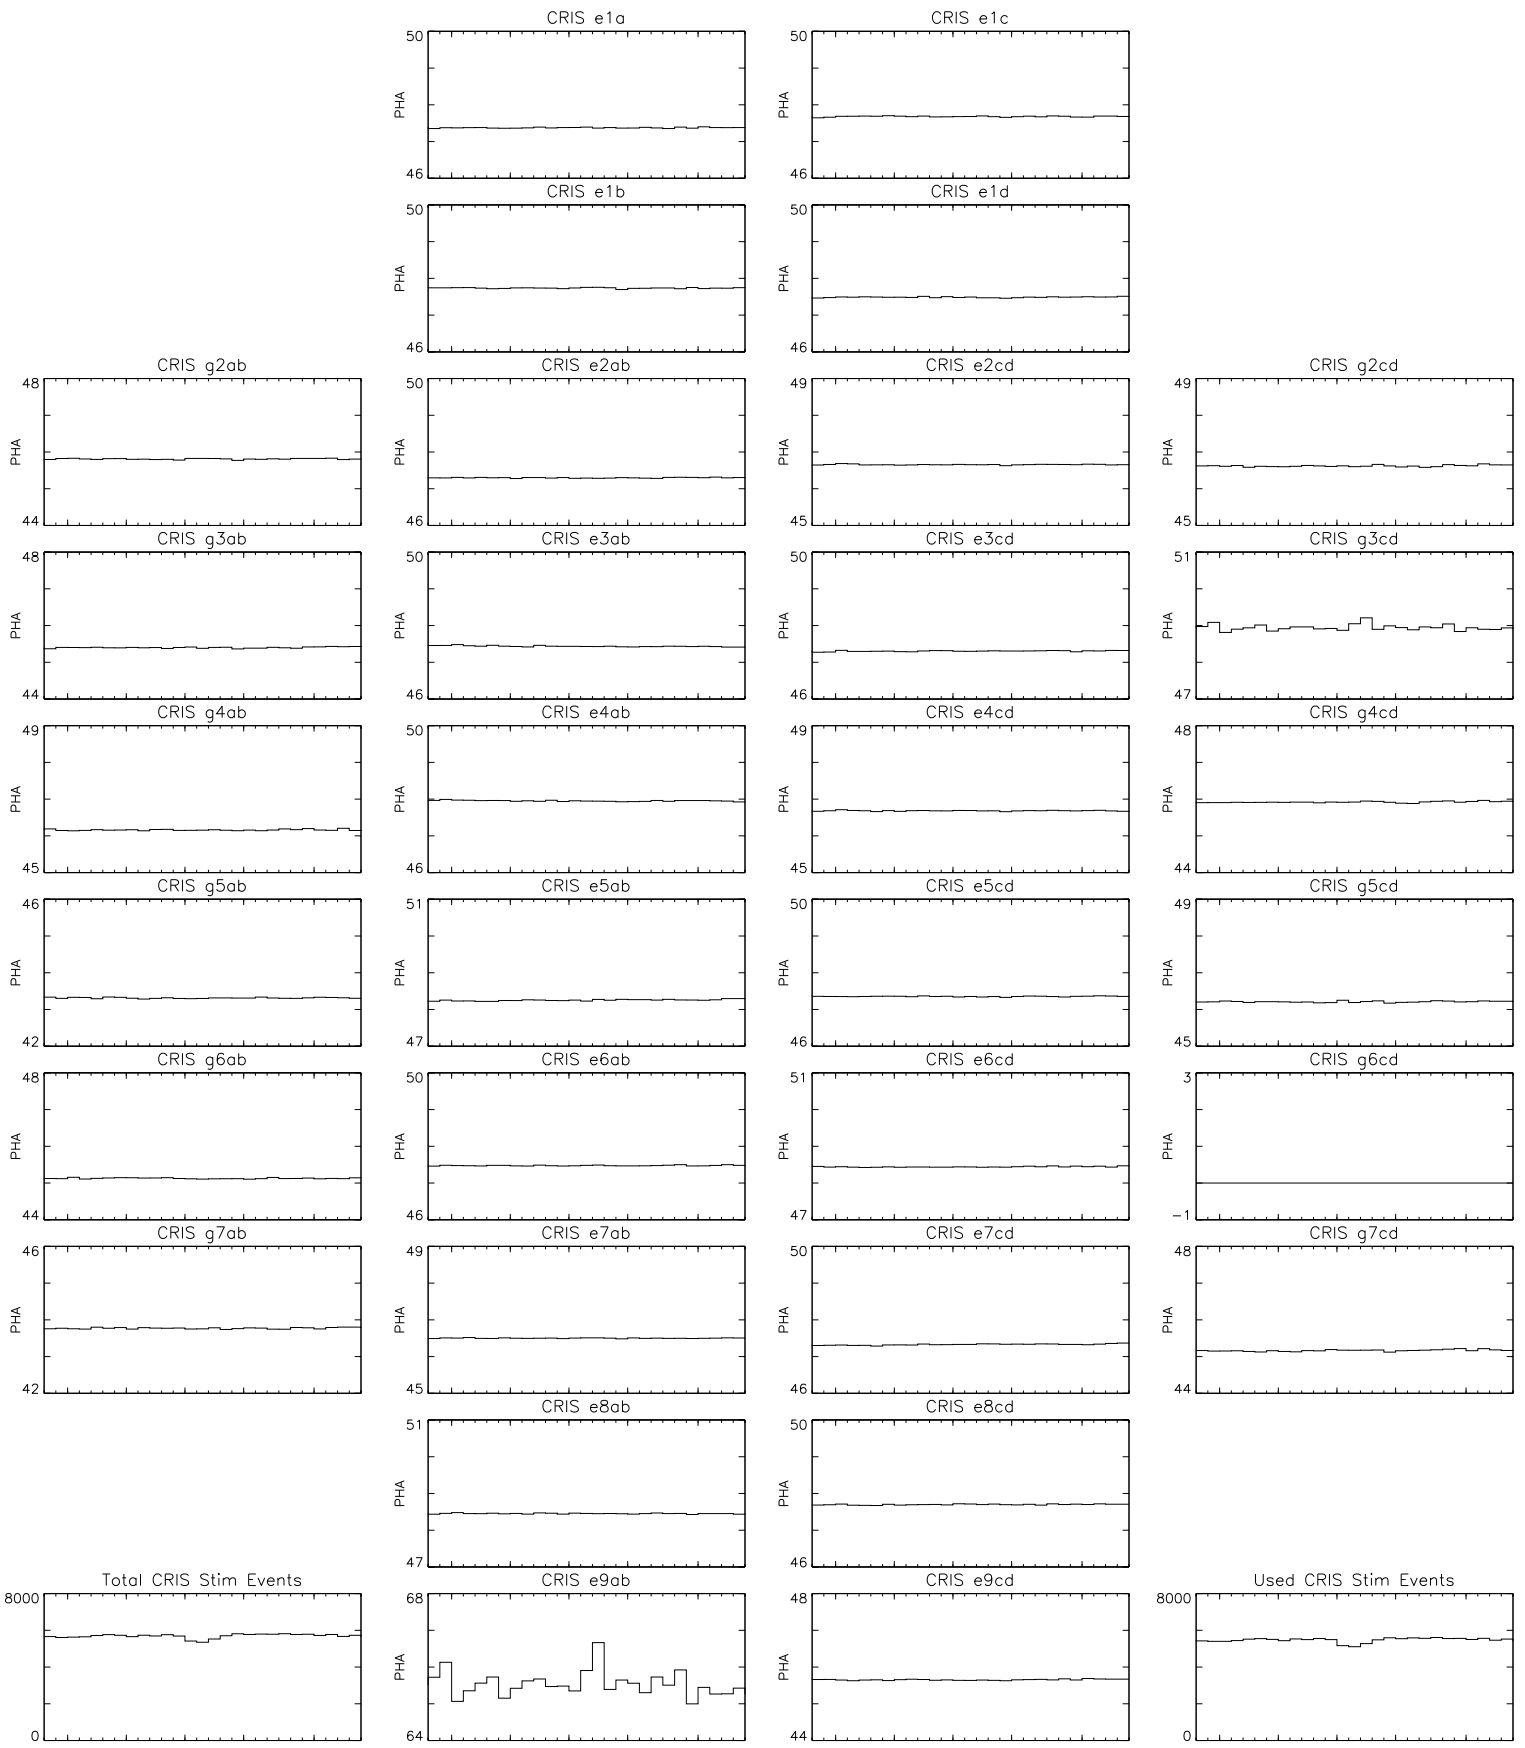 CRIS e1a
CRIS e1c
50
PHA
46
50
PHA
46
CRIS e1b
CRIS e1d
50
PHA
46
50
PHA
46
CRIS g2ab
CRIS e2ab
CRIS e2cd
CRIS g2cd
48
PHA
44
50
PHA
46
49
PHA
45
49
PHA
45
CRIS g3ab
CRIS e3ab
CRIS e3cd
CRIS g3cd
48
PHA
44
50
PHA
46
50
PHA
46
51
PHA
47
CRIS g4ab
CRIS e4ab
CRIS e4cd
CRIS g4cd
49
PHA
45
50
PHA
46
49
PHA
45
48
PHA
44
CRIS g5ab
CRIS e5ab
CRIS e5cd
CRIS g5cd
46
PHA
42
51
PHA
47
50
PHA
46
49
PHA
45
CRIS g6ab
CRIS e6ab
CRIS e6cd
CRIS g6cd
48
PHA
44
50
PHA
46
51
PHA
47
3
PHA
-1
CRIS g7ab
CRIS e7ab
CRIS e7cd
CRIS g7cd
46
PHA
42
49
PHA
45
50
PHA
46
48
PHA
44
CRIS e8ab
CRIS e8cd
51
PHA
47
50
PHA
46
Total CRIS Stim Events
CRIS e9ab
CRIS e9cd
Used CRIS Stim Events
8000
0
68
PHA
64
48
PHA
44
8000
0